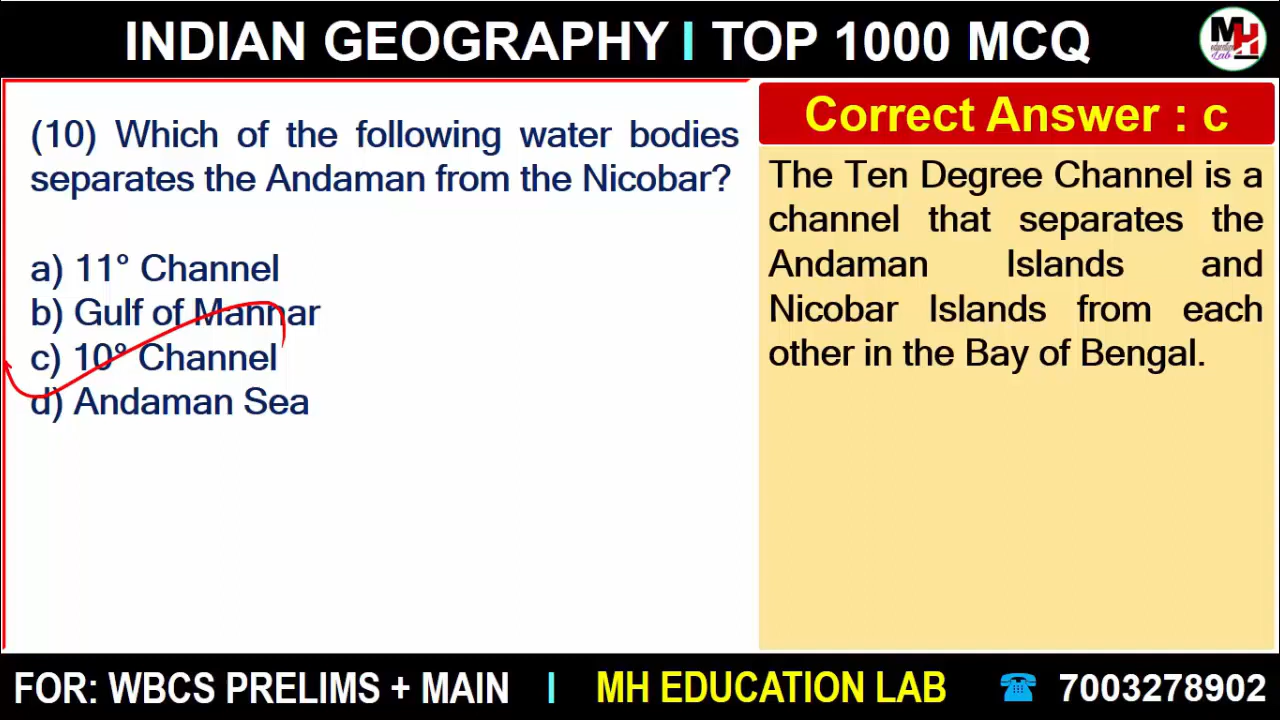 INDIAN GEOGRAPHY I TOP 1000 MCQ
MH
education
Lab
(10) Which of the following water bodies
separates the Andaman from the Nicobar?
a) 11° Channel
b) Gulf of Mannar
c) 10° Channel
d) Andaman Sea
Correct Answer : c
The Ten Degree Channel is a
channel that separates the
Andaman Islands and
Nicobar Islands from each
other in the Bay of Bengal.
FOR: WBCS PRELIMS + MAIN I MH EDUCATION LAB ☎ 7003278902